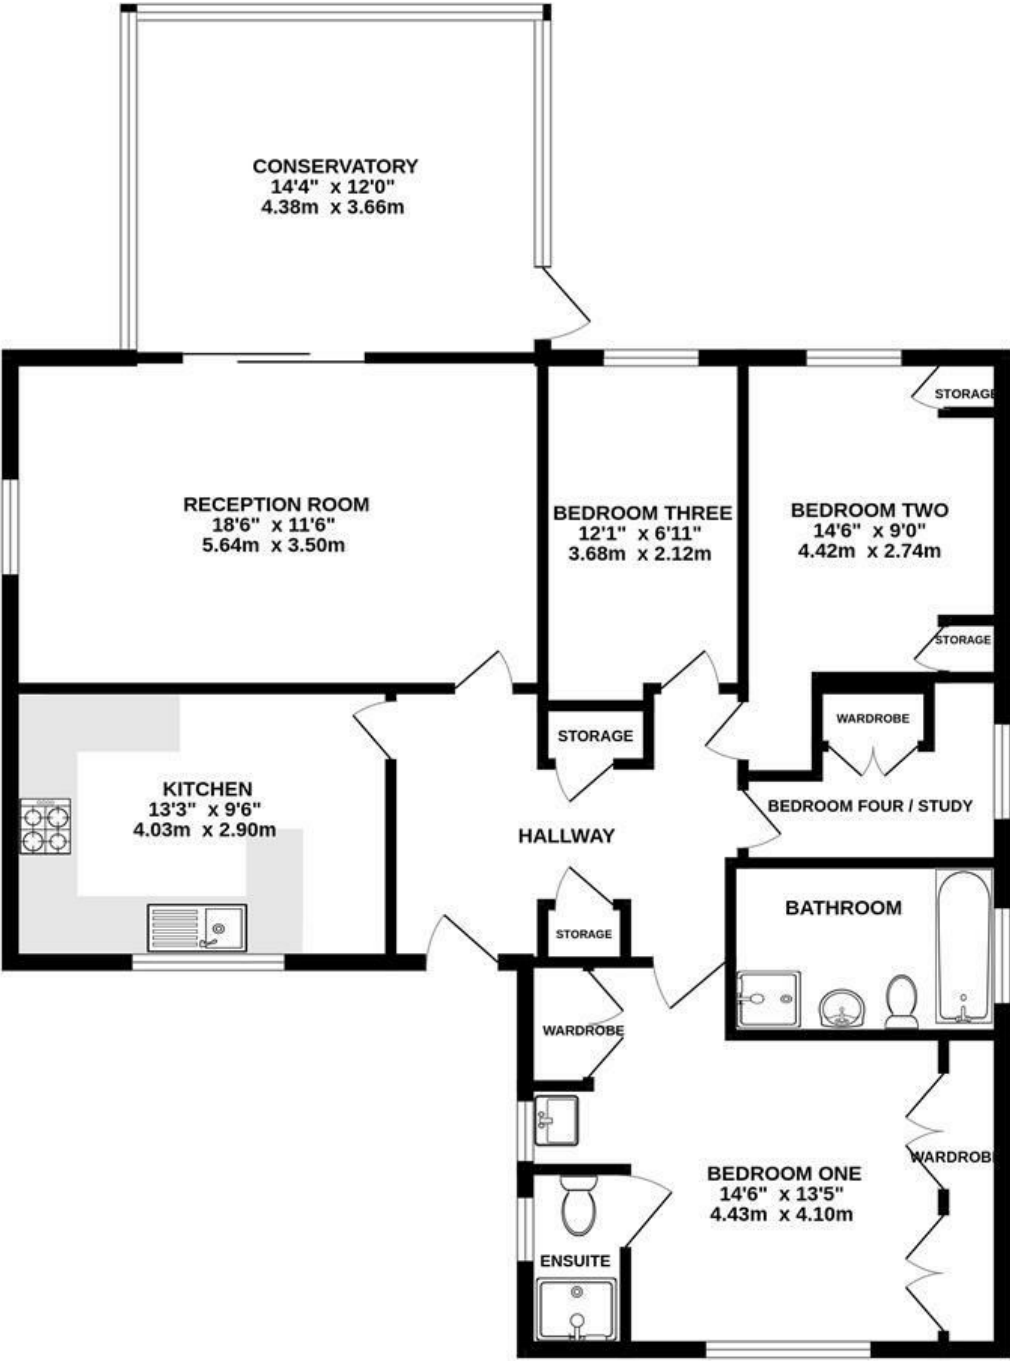 CONSERVATORY
14'4" x 12'0"
4.38m x 3.66m
STORAGE
RECEPTION ROOM
18'6" x 11'6"
5.64m x 3.50m
BEDROOM THREE
12'1" x 6'11"
3.68m x 2.12m
BEDROOM TWO
14'6" x 9'0"
4.42m x 2.74m
STORAGE
WARDROBE
STORAGE
KITCHEN
13'3" x 9'6"
4.03m x 2.90m
BEDROOM FOUR / STUDY
HALLWAY
BATHROOM
STORAGE
WARDROBE
WARDROBE
BEDROOM ONE
14'6" x 13'5"
4.43m x 4.10m
ENSUITE